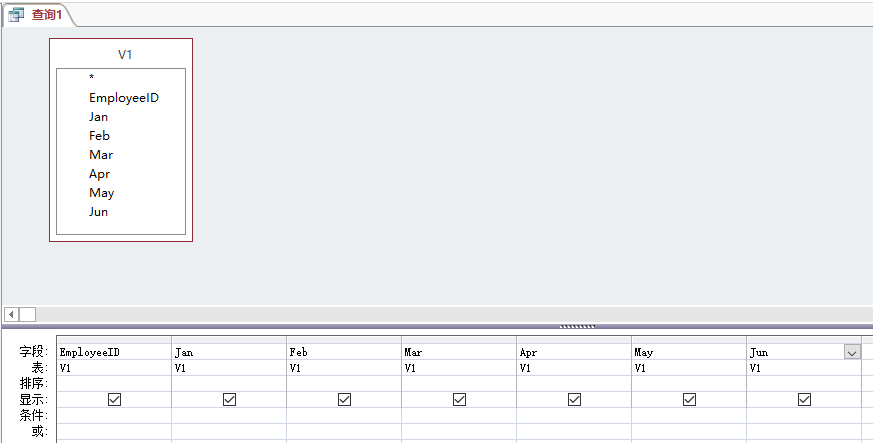 查询1
V1
*
EmployeeID
Jan
Feb
Mar
Apr
May
Jun
字段: EmployeeID Jan Feb Mar Apr May Jun
表: V1 V1 V1 V1 V1 V1 V1
排序:
显示:
条件:
或: